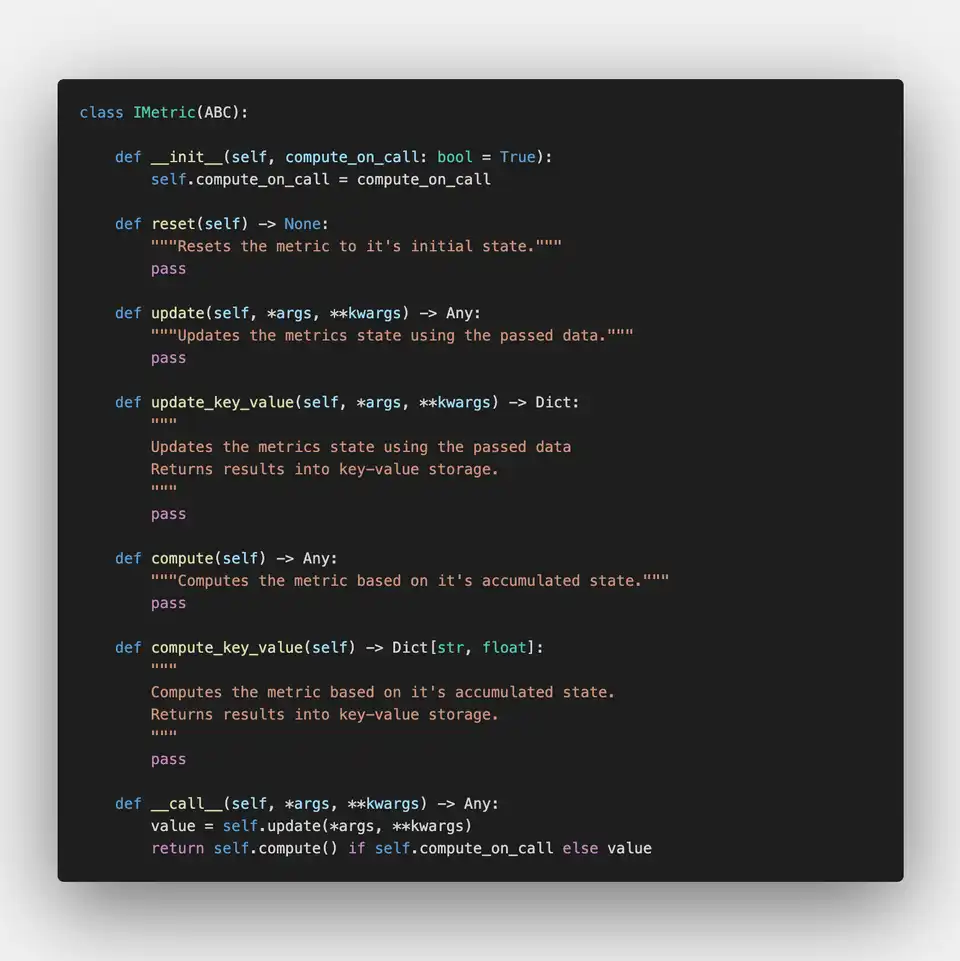 class IMetric(ABC):
def __init__(self, compute_on_call: bool = True):
self.compute_on_call = compute_on_call
def reset(self) -> None:
"""Resets the metric to it's initial state."""
pass
def update(self, *args, **kwargs) -> Any:
"""Updates the metrics state using the passed data."""
pass
def update_key_value(self, *args, **kwargs) -> Dict:
"""
Updates the metrics state using the passed data
Returns results into key-value storage.
"""
pass
def compute(self) -> Any:
"""Computes the metric based on it's accumulated state."""
pass
def compute_key_value(self) -> Dict[str, float]:
"""
Computes the metric based on it's accumulated state.
Returns results into key-value storage.
"""
pass
def __call__(self, *args, **kwargs) -> Any:
value = self.update(*args, **kwargs)
return self.compute() if self.compute_on_call else value